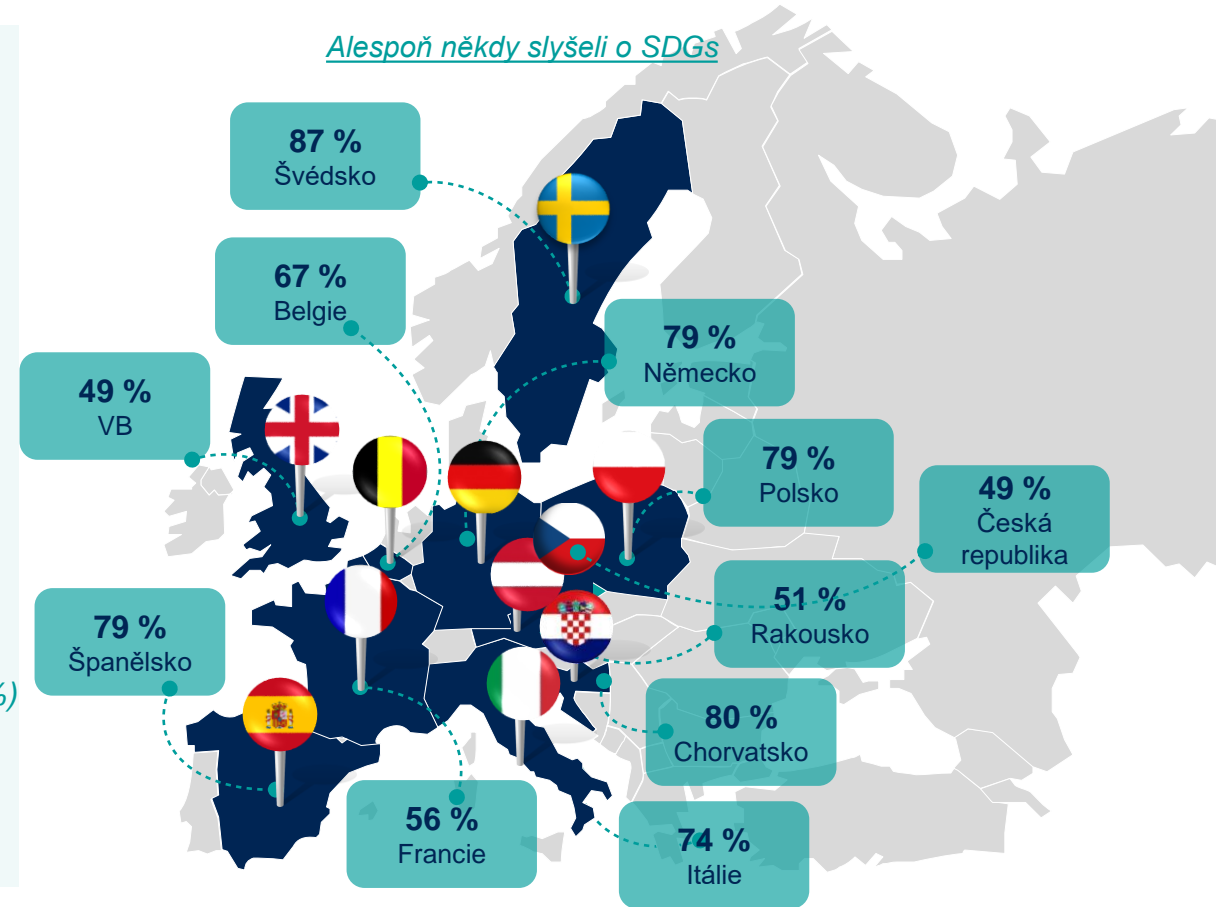 Alespoň někdy slyšeli o SDGs
87 %
Švédsko
67 %
Belgie
79 %
Německo
49 %
VB
79 %
Polsko
49 %
Česká
republika
51 %
Rakousko
79 %
Španělsko
%)
80 %
Chorvatsko
56 %
Francie
74 %
Itálie